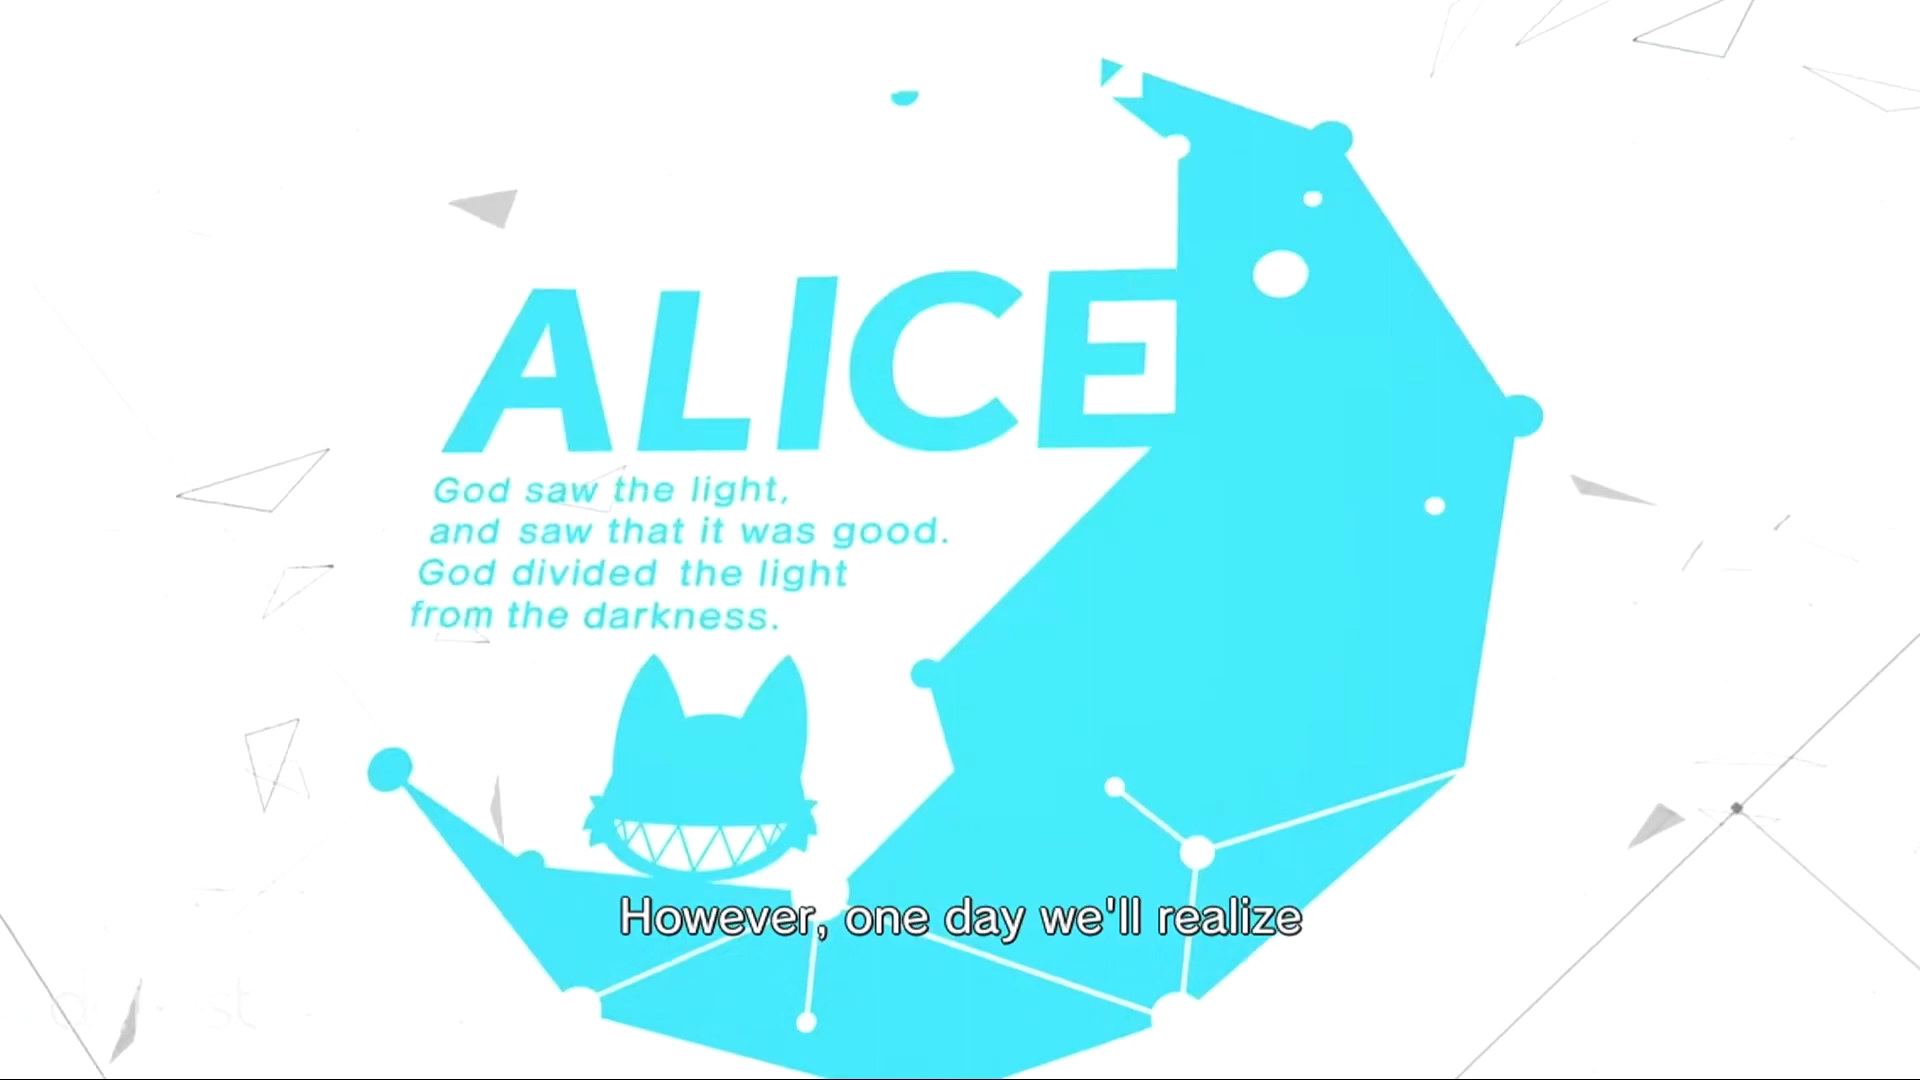 ALICE
God saw the light,
and saw that it was good.
God divided the light
from the darkness.
However, one day we'll realize